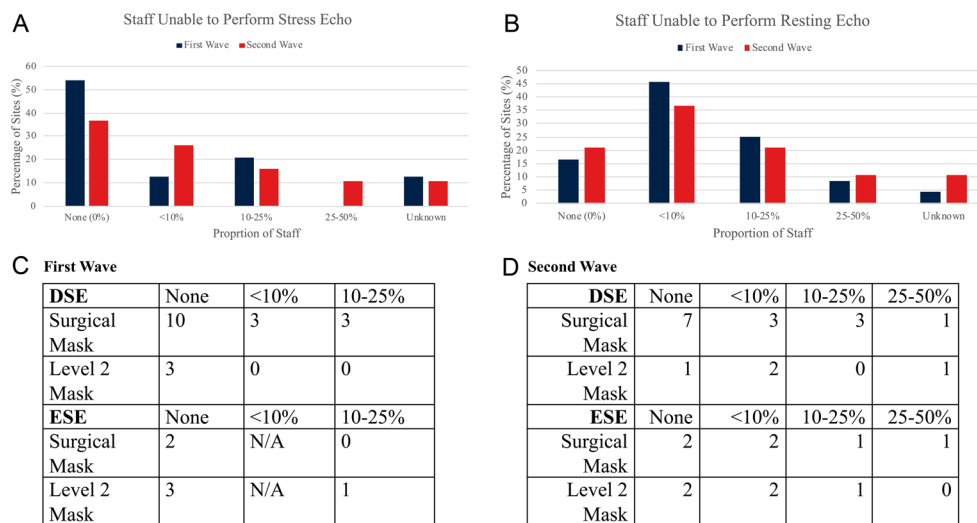 A
Staff Unable to Perform Stress Echo
First Wave Second Wave
Percentage of Sites (%)
60
50
40
30
20
10
0
None (0%) <10% 10-25% 25-50% Unknown
Proprtion of Staff
B
Staff Unable to Perform Resting Echo
First Wave Second Wave
Percentage of Sites (%)
50
45
40
35
30
25
20
15
10
5
0
None (0%) <10% 10-25% 25-50% Unknown
Proportion of Staff
C First Wave
DSE None <10% 10-25%
Surgical 10 3 3
Mask
Level 2 3 0 0
Mask
ESE None <10% 10-25%
Surgical 2 N/A 0
Mask
Level 2 3 N/A 1
Mask
D Second Wave
DSE None <10% 10-25% 25-50%
Surgical 7 3 3 1
Mask
Level 2 1 2 0 1
Mask
ESE None <10% 10-25% 25-50%
Surgical 2 2 1 1
Mask
Level 2 2 2 1 0
Mask